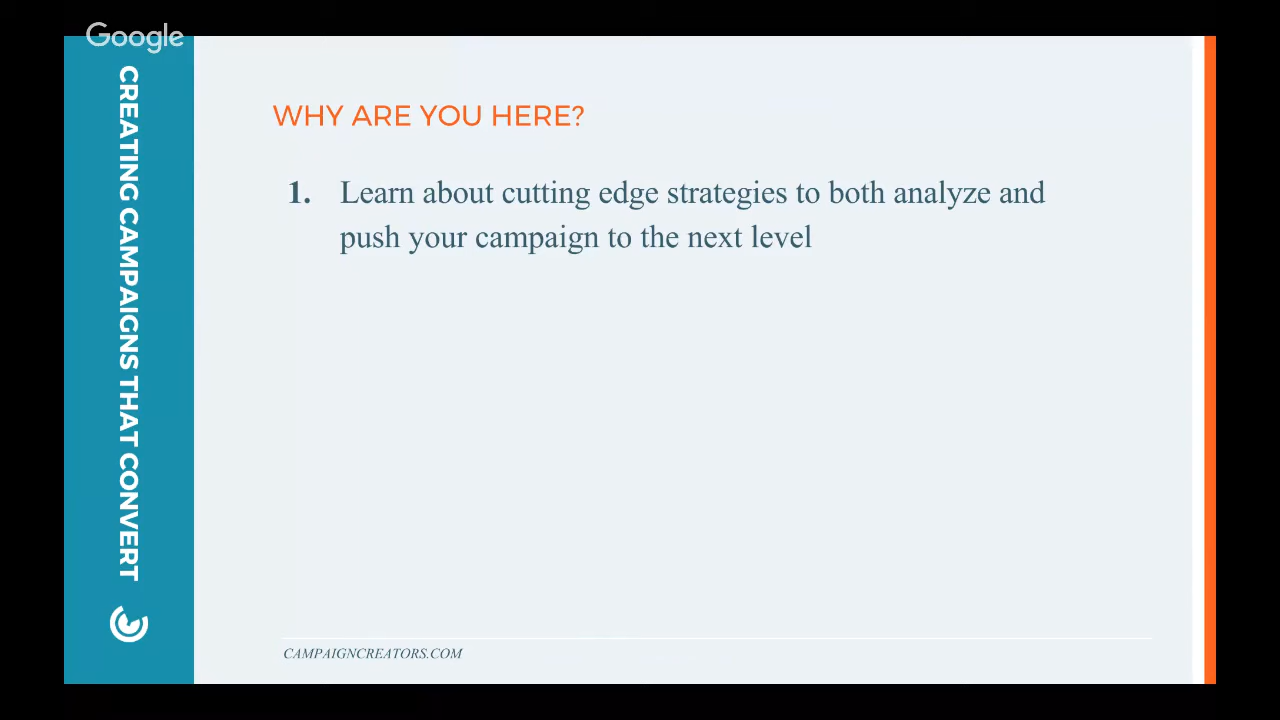 Google
CREATING CAMPAIGNS THAT CONVERT
WHY ARE YOU HERE?
1. Learn about cutting edge strategies to both analyze and
push your campaign to the next level
CAMPAIGNCREATORS.COM